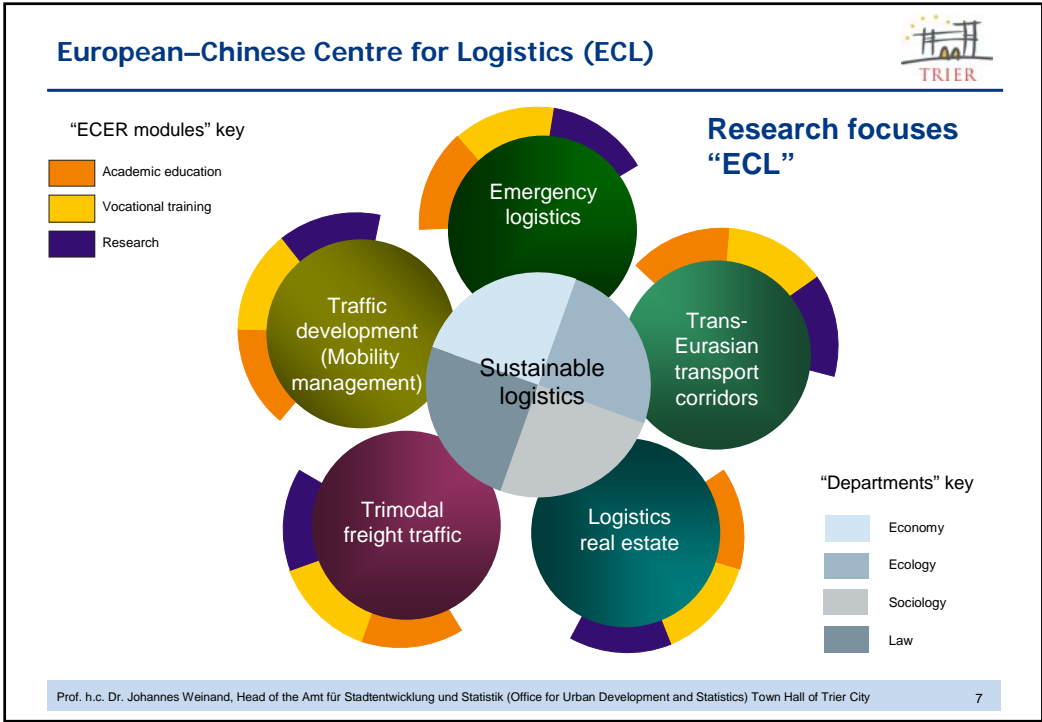 European–Chinese Centre for Logistics (ECL)
TRIER
"ECER modules" key
Academic education
Vocational training
Research
Research focuses
“ECL”
Emergency
logistics
Traffic
development
(Mobility
management)
Trans-
Eurasian
transport
corridors
Sustainable
logistics
Trimodal
freight traffic
Logistics
real estate
“Departments” key
Economy
Ecology
Sociology
Law
Prof. h.c. Dr. Johannes Weinand, Head of the Amt für Stadtentwicklung und Statistik (Office for Urban Development and Statistics) Town Hall of Trier City 7